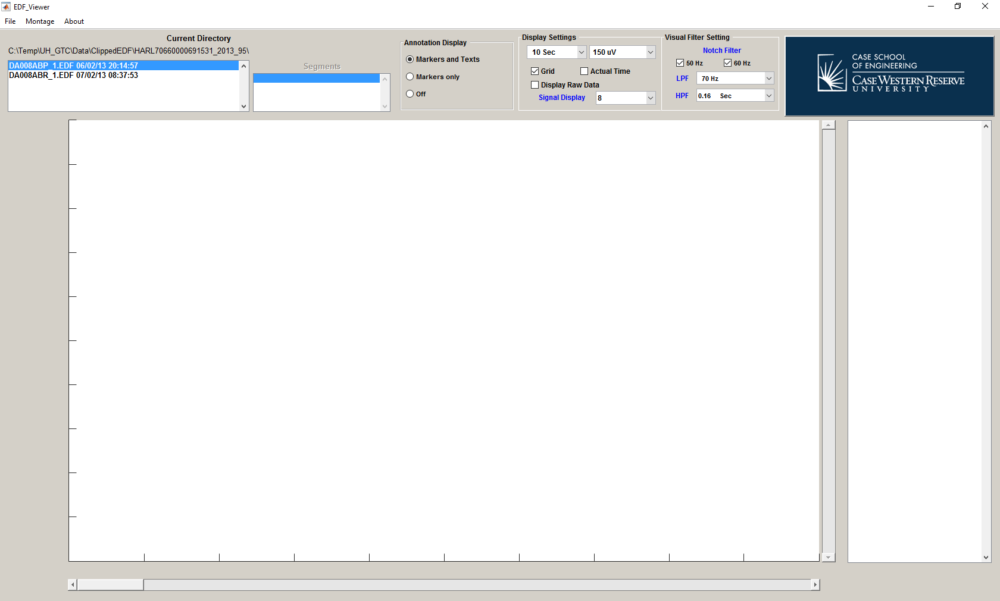 EDF_Viewer
File Montage About
Current Directory
C:\Temp\UH_GTC\Data\ClippedEDF\HARL70660000691531_2013_95\
DA008ABP_1.EDF 06/02/13 20:14:57
DA008ABR_1.EDF 07/02/13 08:37:53
Segments
Annotation Display
Markers and Texts
Markers only
Off
Display Settings
10 Sec 150 uV
Grid Actual Time
Display Raw Data
Signal Display 8
Visual Filter Setting
Notch Filter
50 Hz 60 Hz
LPF 70 Hz
HPF 0.16 Sec
CASE SCHOOL
OF ENGINEERING
CASE WESTERN RESERVE
UNIVERSITY